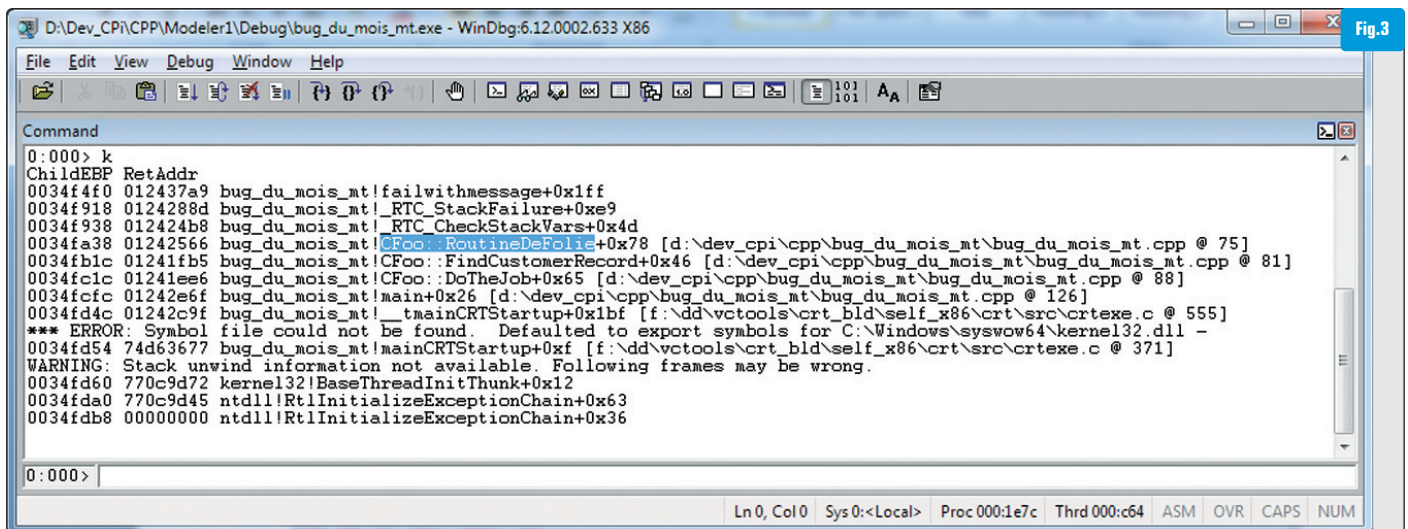 D:\Dev_CPi\CPP\Modeler1\Debug\bug_du_mois_mt.exe - WinDbg:6.12.0002.633 X86
Fig.3
File Edit View Debug Window Help
Command
0:000> k
ChildEBP RetAddr
0034f4f0 012437a9 bug_du_mois_mt!failwithmessage+0x1ff
0034f918 0124288d bug_du_mois_mt!_RTC_StackFailure+0xe9
0034f938 012424b8 bug_du_mois_mt!_RTC_CheckStackVars+0x4d
0034fa38 01242566 bug_du_mois_mt!CFoo::RoutineDeFolie+0x78 [d:\dev_cpi\cpp\bug_du_mois_mt\bug_du_mois_mt.cpp @ 75]
0034fb1c 01241fb5 bug_du_mois_mt!CFoo::FindCustomerRecord+0x46 [d:\dev_cpi\cpp\bug_du_mois_mt\bug_du_mois_mt.cpp @ 81]
0034fc1c 01241ee6 bug_du_mois_mt!CFoo::DoTheJob+0x65 [d:\dev_cpi\cpp\bug_du_mois_mt\bug_du_mois_mt.cpp @ 88]
0034fcfc 01242e6f bug_du_mois_mt!main+0x26 [d:\dev_cpi\cpp\bug_du_mois_mt\bug_du_mois_mt.cpp @ 126]
0034fd4c 01242c9f bug_du_mois_mt!__tmainCRTStartup+0x1bf [f:\dd\vctools\crt_bld\self_x86\crt\src\crtexe.c @ 555]
*** ERROR: Symbol file could not be found.  Defaulted to export symbols for C:\Windows\syswow64\kernel32.dll -
0034fd54 74d63677 bug_du_mois_mt!mainCRTStartup+0xf [f:\dd\vctools\crt_bld\self_x86\crt\src\crtexe.c @ 371]
WARNING: Stack unwind information not available. Following frames may be wrong.
0034fd60 770c9d72 kernel32!BaseThreadInitThunk+0x12
0034fda0 770c9d45 ntdll!RtlInitializeExceptionChain+0x63
0034fdb8 00000000 ntdll!RtlInitializeExceptionChain+0x36
0:000>
Ln 0, Col 0 Sys 0:<Local> Proc 000:1e7c Thrd 000:c64 ASM OVR CAPS NUM